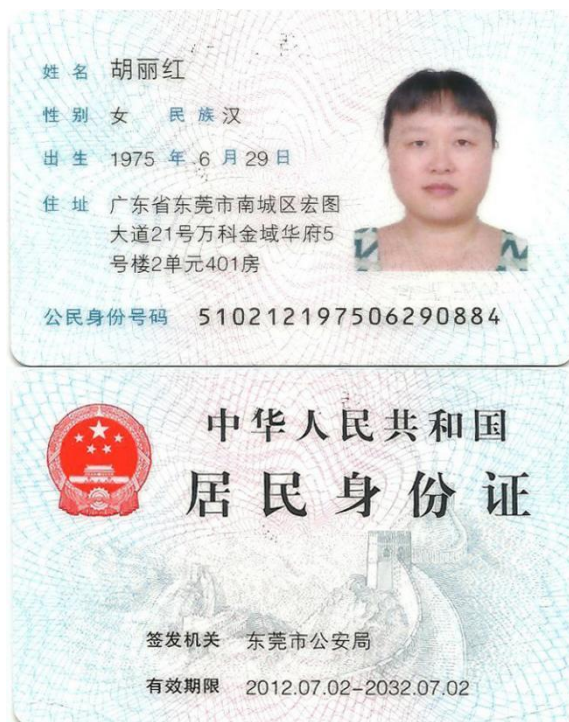 姓名 胡丽红
性别 女 民族 汉
出生 1975 年 6 月 29 日
住址 广东省东莞市南城区宏图
大道21号万科金域华府5
号楼2单元401房
公民身份号码 510212197506290884
中华人民共和国
居民身份证
签发机关 东莞市公安局
有效期限 2012.07.02-2032.07.02